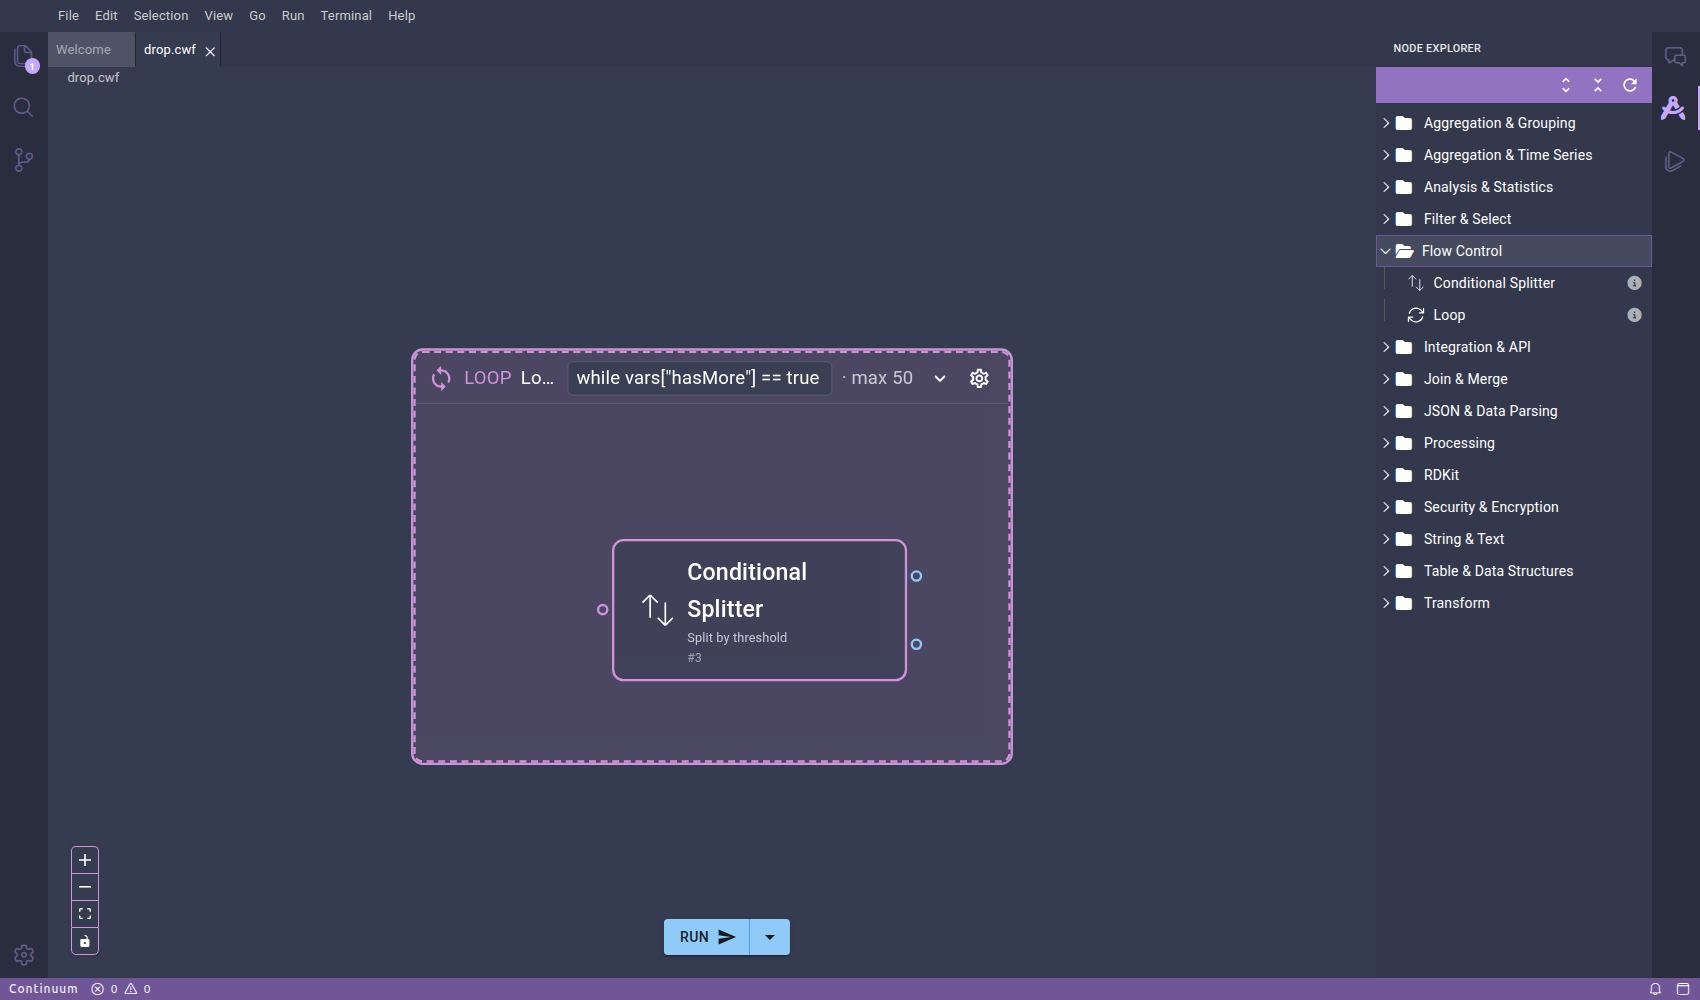 File Edit Selection View Go Run Terminal Help
Welcome drop.cwf
drop.cwf
1
NODE EXPLORER
Aggregation & Grouping
Aggregation & Time Series
Analysis & Statistics
Filter & Select
Flow Control
Conditional Splitter
Loop
Integration & API
Join & Merge
JSON & Data Parsing
Processing
RDKit
Security & Encryption
String & Text
Table & Data Structures
Transform
LOOP Lo... while vars["hasMore"] == true · max 50
Conditional
Splitter
Split by threshold
#3
RUN
Continuum 0 0